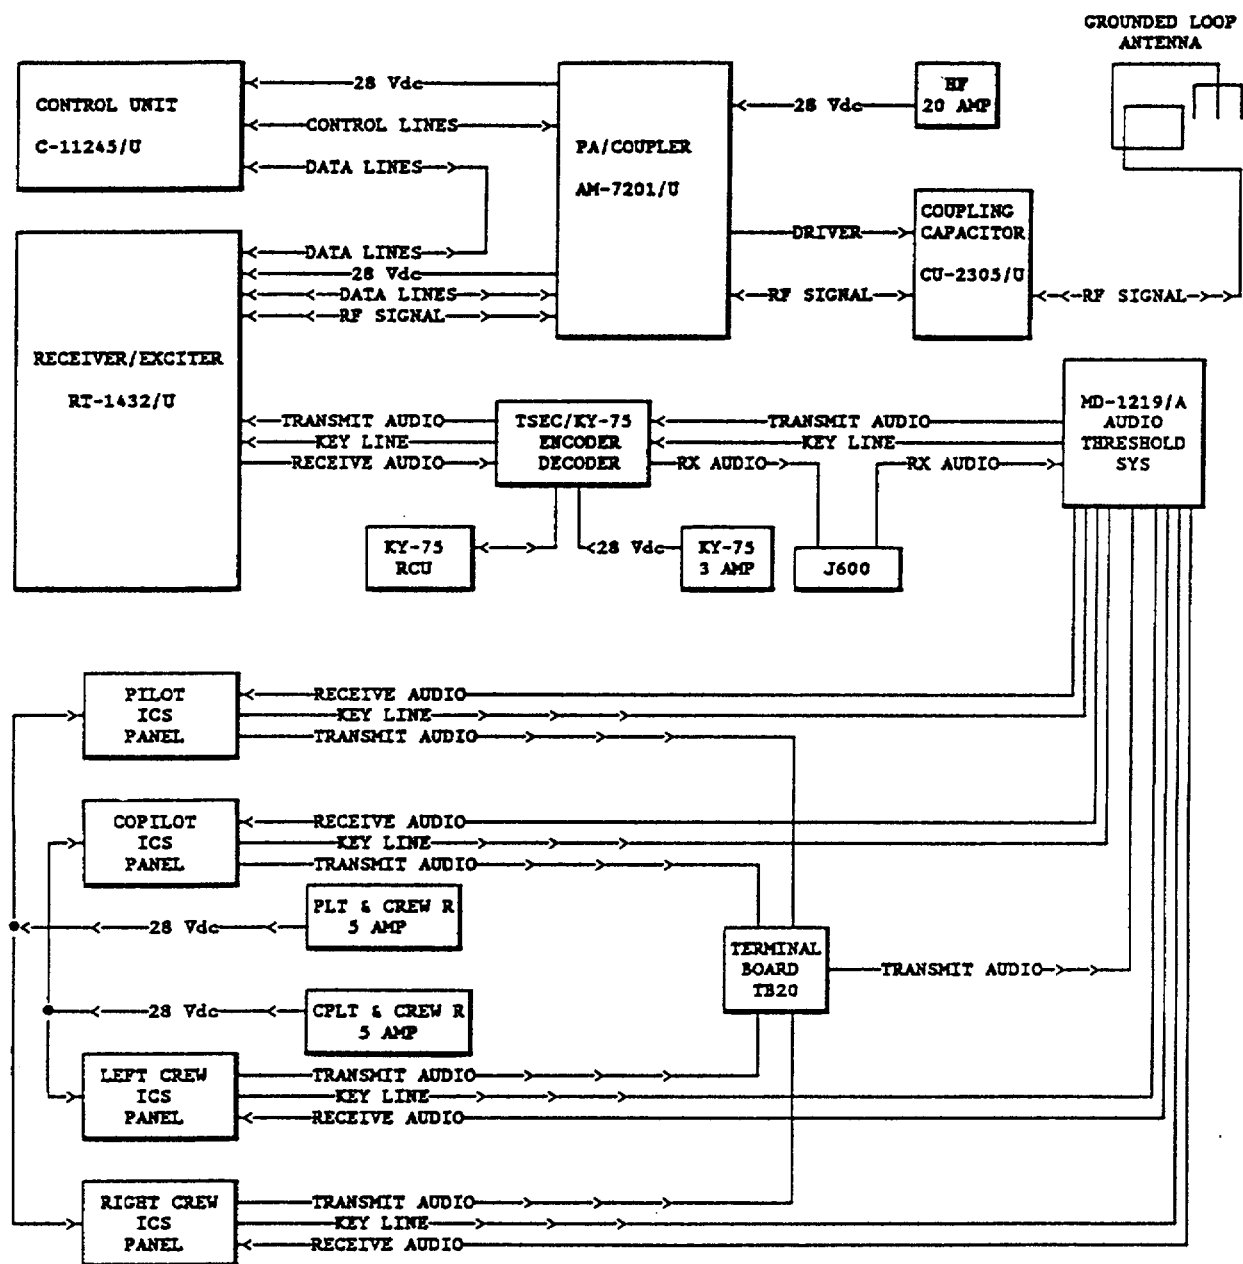 GROUNDED LOOP
ANTENNA
CONTROL UNIT
C-11245/U
28 Vdc
CONTROL LINES
DATA LINES
PA/COUPLER
AM-7201/U
28 Vdc
HF
20 AMP
DRIVER
RF SIGNAL
COUPLING
CAPACITOR
CU-2305/U
RF SIGNAL
RECEIVER/EXCITER
RT-1432/U
DATA LINES
28 Vdc
DATA LINES
RF SIGNAL
TRANSMIT AUDIO
KEY LINE
RECEIVE AUDIO
TSEC/KY-75
ENCODER
DECODER
TRANSMIT AUDIO
KEY LINE
RX AUDIO
RX AUDIO
MD-1219/A
AUDIO
THRESHOLD
SYS
KY-75
RCU
28 Vdc
KY-75
3 AMP
J600
PILOT
ICS
PANEL
RECEIVE AUDIO
KEY LINE
TRANSMIT AUDIO
COPILOT
ICS
PANEL
RECEIVE AUDIO
KEY LINE
TRANSMIT AUDIO
28 Vdc
PLT & CREW R
5 AMP
28 Vdc
CPLT & CREW R
5 AMP
TERMINAL
BOARD
TB20
TRANSMIT AUDIO
LEFT CREW
ICS
PANEL
TRANSMIT AUDIO
KEY LINE
RECEIVE AUDIO
RIGHT CREW
ICS
PANEL
TRANSMIT AUDIO
KEY LINE
RECEIVE AUDIO